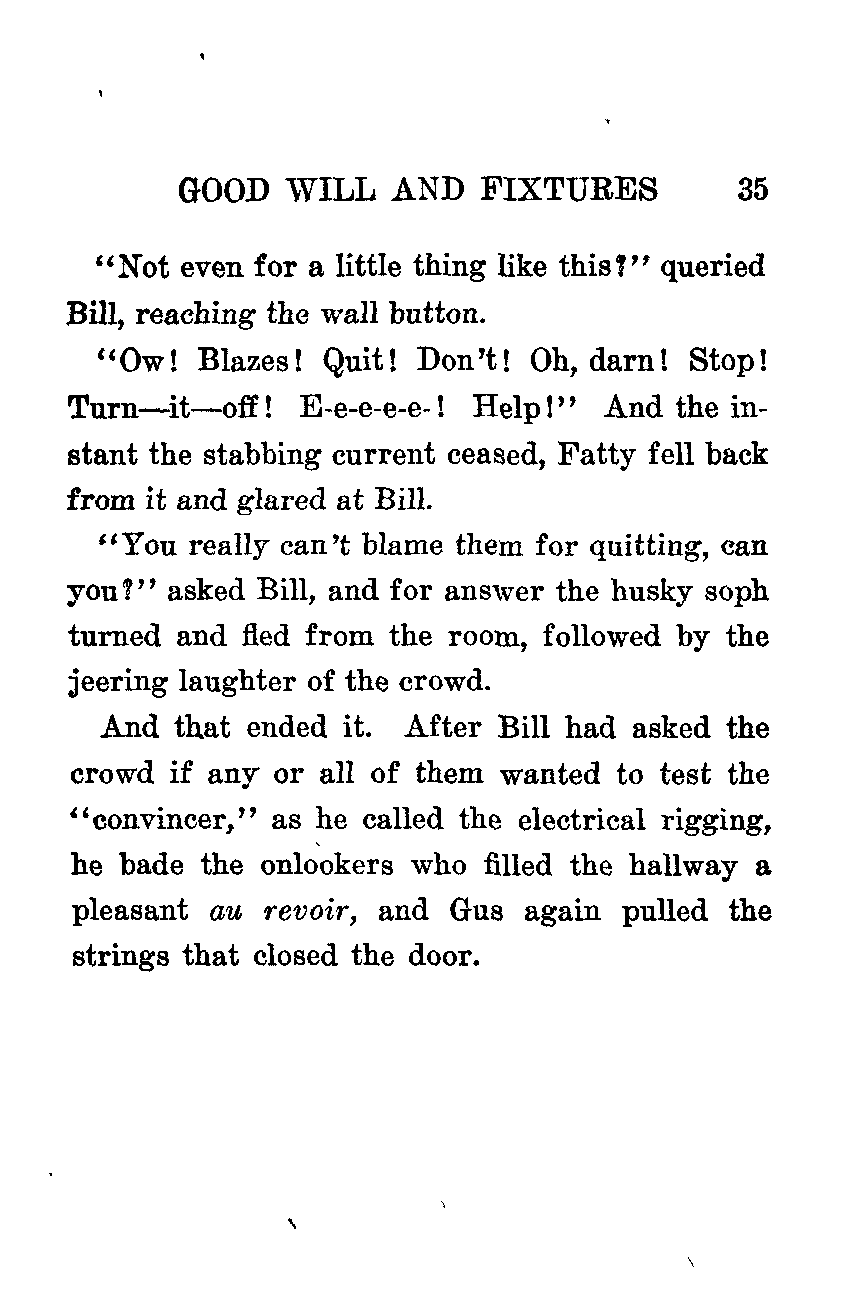 GOOD WILL AND FIXTURES 35
“Not even for a little thing like this?” queried
Bill, reaching the wall button.
“Ow! Blazes! Quit! Don’t! Oh, darn! Stop!
Turn—it—off! E-e-e-e-e-! Help!” And the in-
stant the stabbing current ceased, Fatty fell back
from it and glared at Bill.
“You really can’t blame them for quitting, can
you?” asked Bill, and for answer the husky soph
turned and fled from the room, followed by the
jeering laughter of the crowd.
And that ended it. After Bill had asked the
crowd if any or all of them wanted to test the
“convincer,” as he called the electrical rigging,
he bade the onlookers who filled the hallway a
pleasant au revoir, and Gus again pulled the
strings that closed the door.